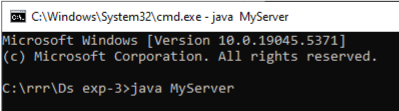 C:\Windows\System32\cmd.exe - java  MyServer
Microsoft Windows [Version 10.0.19045.5371]
(c) Microsoft Corporation. All rights reserved.
C:\rrr\Ds exp-3>java MyServer